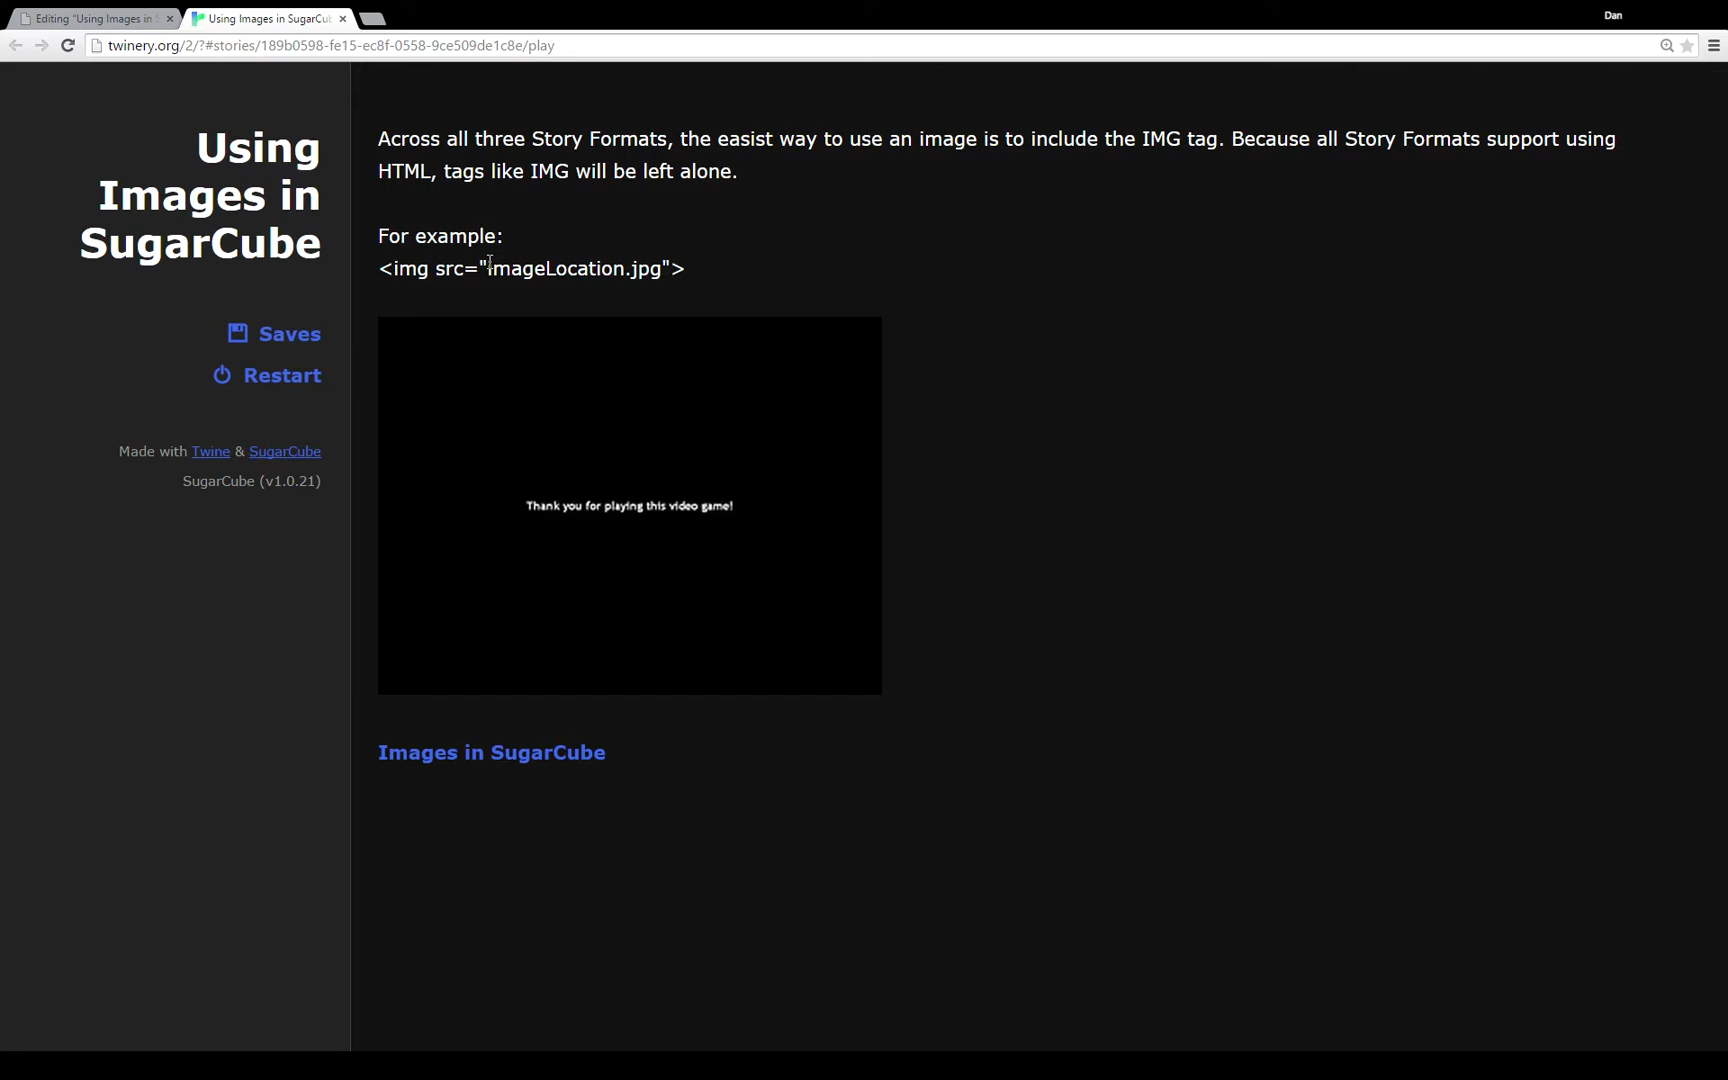 Editing "Using Images in S
Using Images in SugarCub
Dan
twinery.org/2/?#stories/189b0598-fe15-ec8f-0558-9ce509de1c8e/play
Using
Images in
SugarCube
Saves
Restart
Made with Twine & SugarCube
SugarCube (v1.0.21)
Across all three Story Formats, the easist way to use an image is to include the IMG tag. Because all Story Formats support using
HTML, tags like IMG will be left alone.
For example:
<img src="imageLocation.jpg">
Thank you for playing this video game!
Images in SugarCube